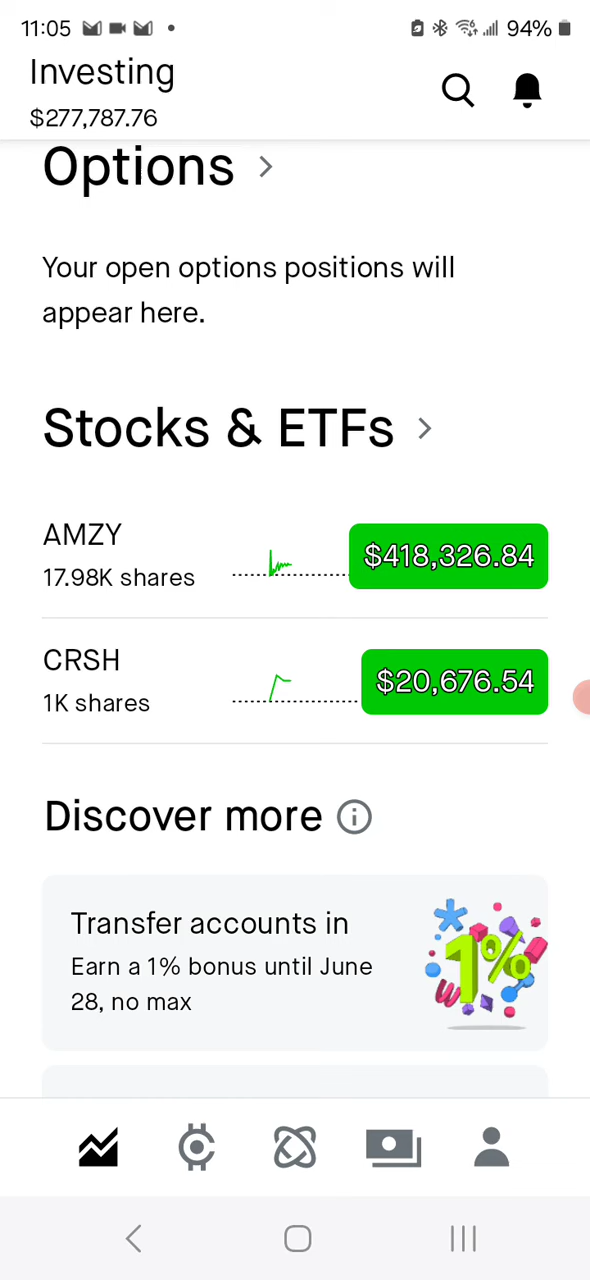 11:05 94%
Investing
$277,787.76
Options
Your open options positions will
appear here.
Stocks & ETFs
AMZY
17.98K shares
$418,326.84
CRSH
1K shares
$20,676.54
Discover more
Transfer accounts in
Earn a 1% bonus until June
28, no max
1%